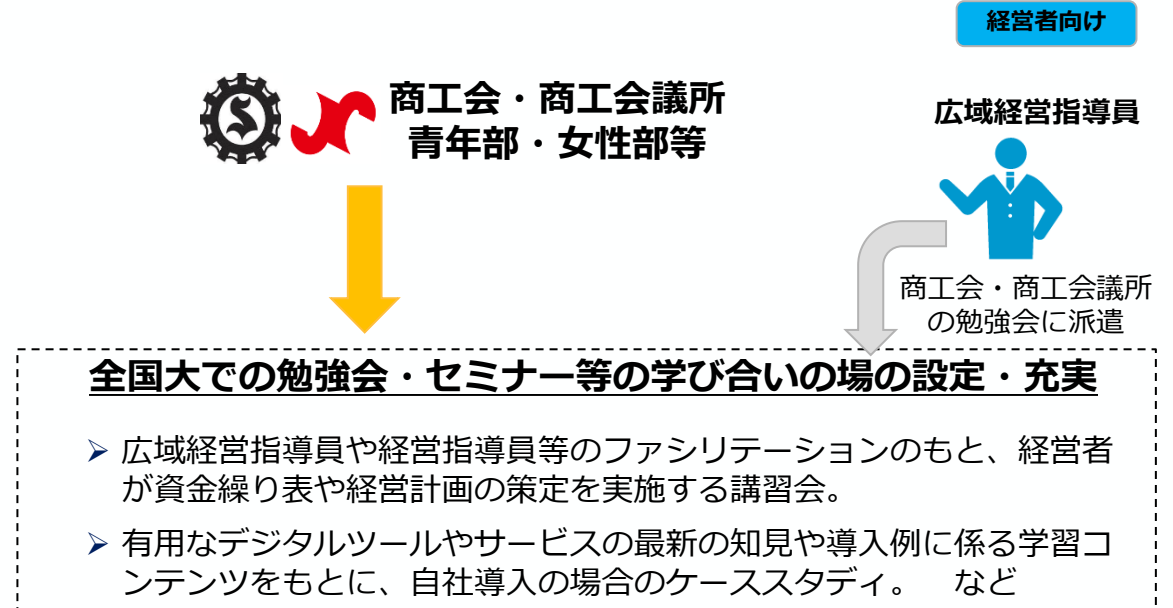 経営者向け
商工会・商工会議所
青年部・女性部等
広域経営指導員
商工会・商工会議所
の勉強会に派遣
全国大での勉強会・セミナー等の学び合いの場の設定・充実
➢ 広域経営指導員や経営指導員等のファシリテーションのもと、経営者
が資金繰り表や経営計画の策定を実施する講習会。
➢ 有用なデジタルツールやサービスの最新の知見や導入例に係る学習コ
ンテンツをもとに、自社導入の場合のケーススタディ。　など